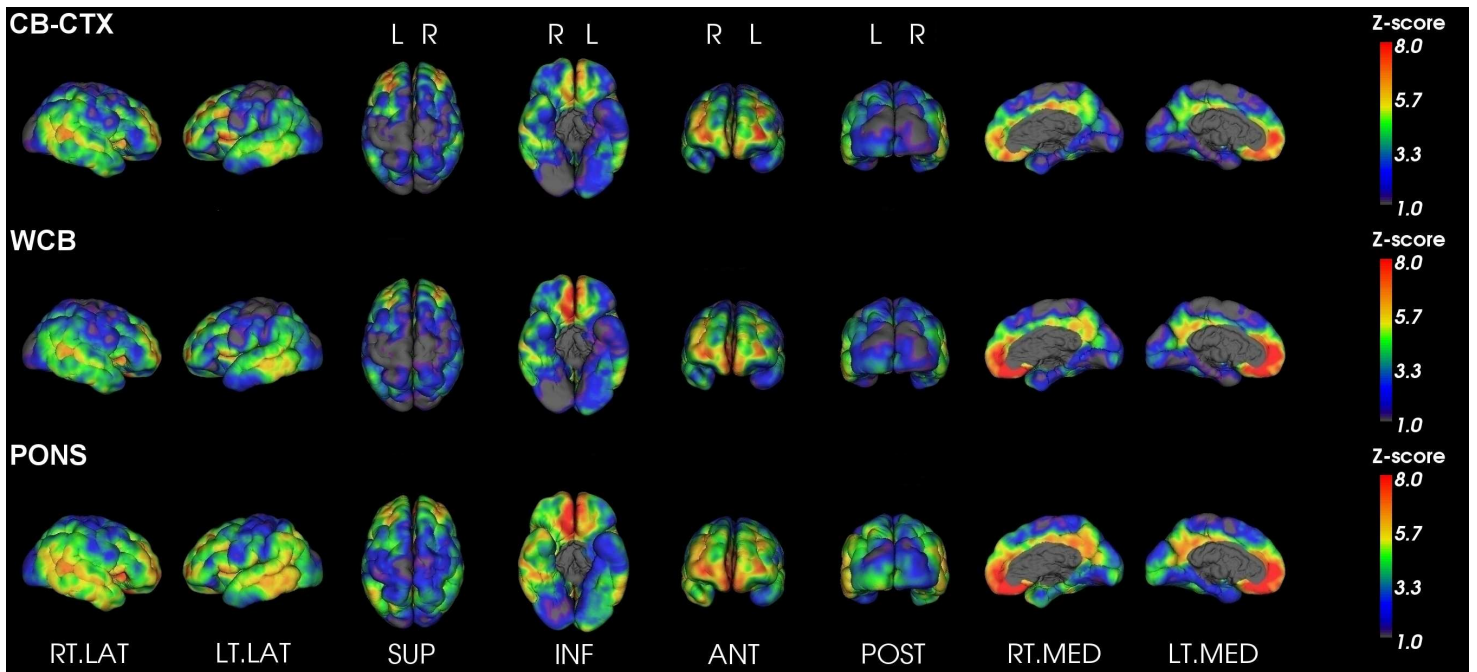 CB-CTX
L R
R L
R L
L R
Z-score
8.0
5.7
3.3
1.0
WCB
Z-score
8.0
5.7
3.3
1.0
PONS
Z-score
8.0
5.7
3.3
1.0
RT.LAT LT.LAT SUP INF ANT POST RT.MED LT.MED